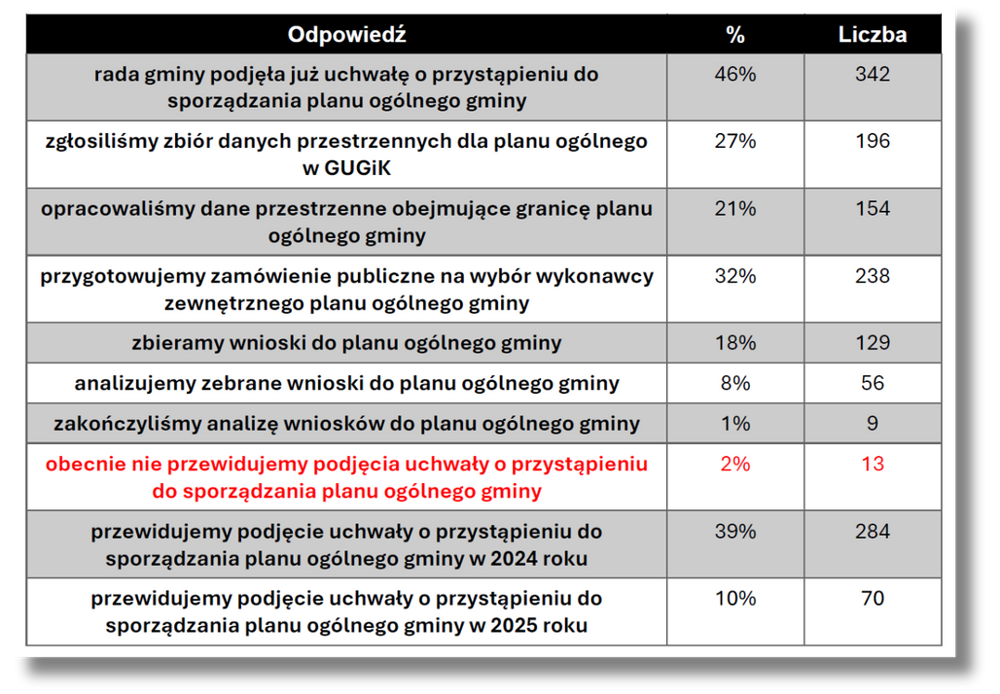 Odpowiedź % Liczba
rada gminy podjęła już uchwałę o przystąpieniu do 46% 342
sporządzania planu ogólnego gminy
zgłosiliśmy zbiór danych przestrzennych dla planu ogólnego 27% 196
w GUGiK
opracowaliśmy dane przestrzenne obejmujące granicę planu 21% 154
ogólnego gminy
przygotowujemy zamówienie publiczne na wybór wykonawcy 32% 238
zewnętrznego planu ogólnego gminy
zbieramy wnioski do planu ogólnego gminy 18% 129
analizujemy zebrane wnioski do planu ogólnego gminy 8% 56
zakończyliśmy analizę wniosków do planu ogólnego gminy 1% 9
obecnie nie przewidujemy podjęcia uchwały o przystąpieniu 2% 13
do sporządzania planu ogólnego gminy
przewidujemy podjęcie uchwały o przystąpieniu do 39% 284
sporządzania planu ogólnego gminy w 2024 roku
przewidujemy podjęcie uchwały o przystąpieniu do 10% 70
sporządzania planu ogólnego gminy w 2025 roku